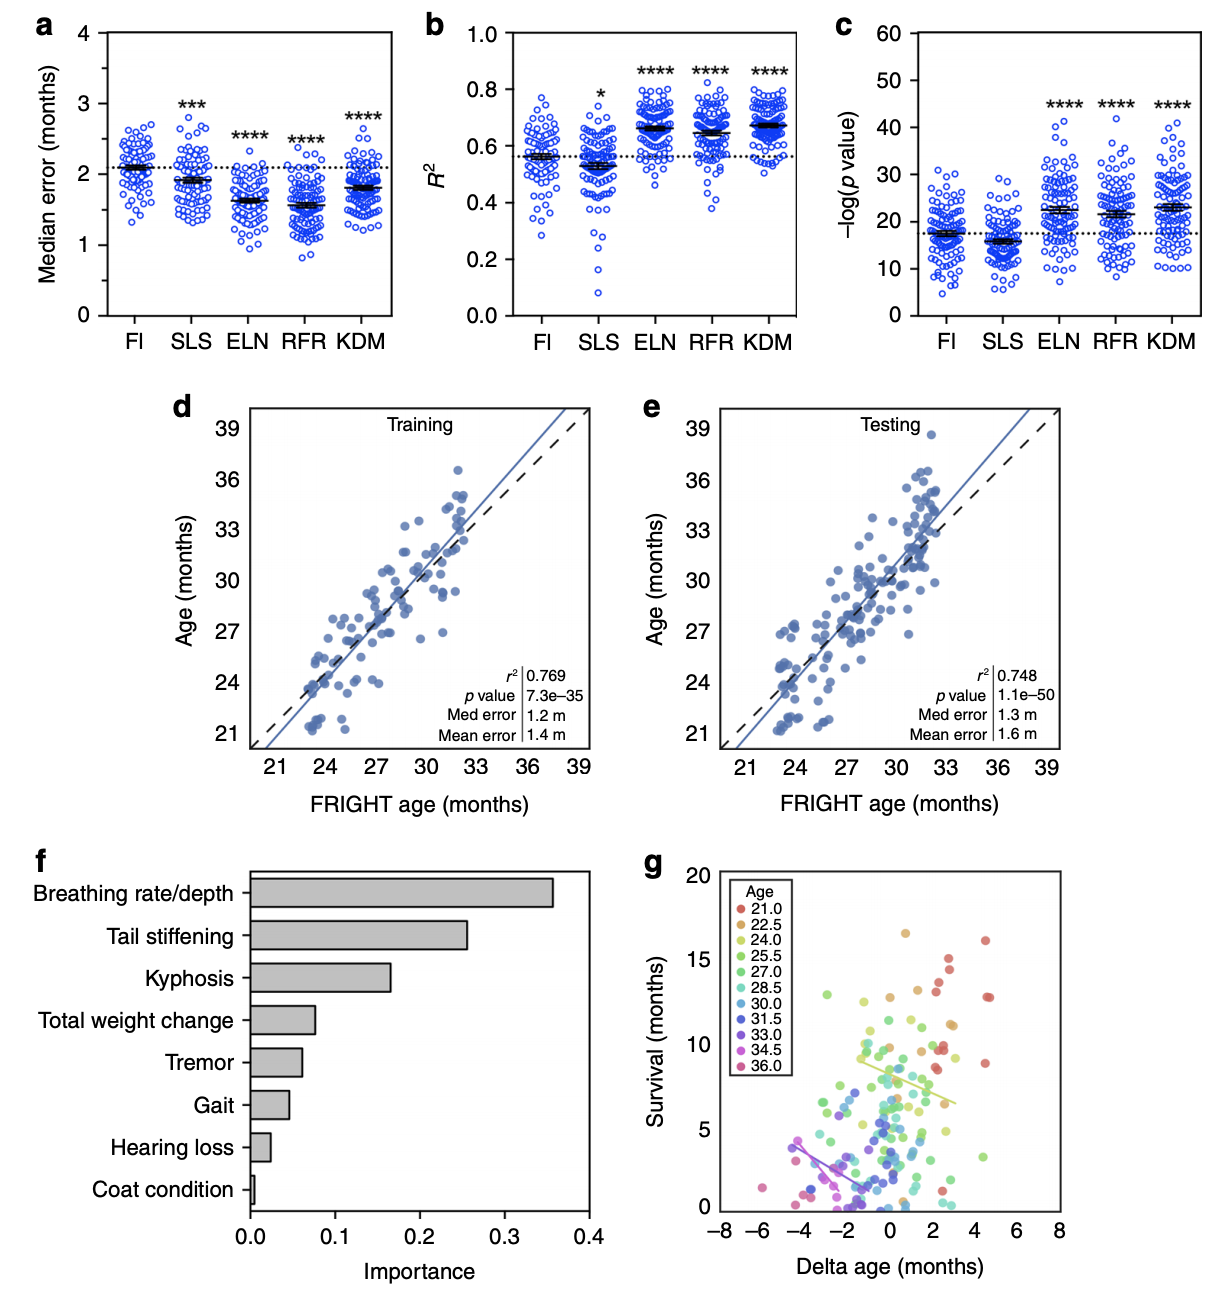 a
Median error (months)
4
3
2
1
0
***
****
****
****
FI SLS ELN RFR KDM
b
R²
1.0
0.8
0.6
0.4
0.2
0.0
*
****
****
****
FI SLS ELN RFR KDM
c
–log(p value)
60
50
40
30
20
10
0
****
****
****
FI SLS ELN RFR KDM
d
Training
Age (months)
39
36
33
30
27
24
21
r² 0.769
p value 7.3e–35
Med error 1.2 m
Mean error 1.4 m
21 24 27 30 33 36 39
FRIGHT age (months)
e
Testing
Age (months)
39
36
33
30
27
24
21
r² 0.748
p value 1.1e–50
Med error 1.3 m
Mean error 1.6 m
21 24 27 30 33 36 39
FRIGHT age (months)
f
Breathing rate/depth
Tail stiffening
Kyphosis
Total weight change
Tremor
Gait
Hearing loss
Coat condition
0.0 0.1 0.2 0.3 0.4
Importance
g
Survival (months)
20
15
10
5
0
Age
21.0
22.5
24.0
25.5
27.0
28.5
30.0
31.5
33.0
34.5
36.0
–8 –6 –4 –2 0 2 4 6 8
Delta age (months)